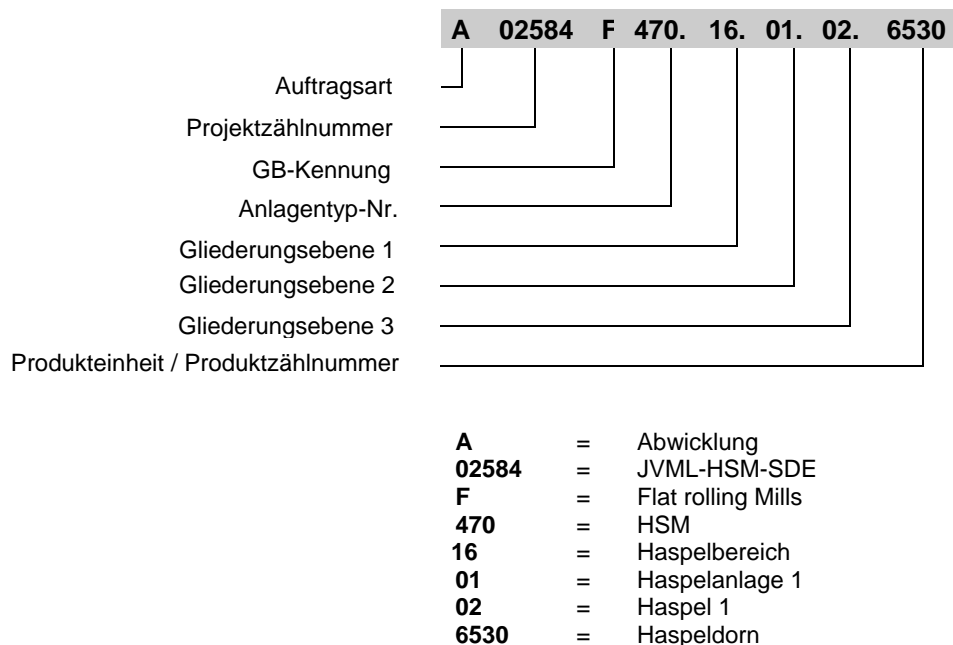 A 02584 F 470. 16. 01. 02. 6530
Auftragsart
Projektzählnummer
GB-Kennung
Anlagentyp-Nr.
Gliederungsebene 1
Gliederungsebene 2
Gliederungsebene 3
Produkteinheit / Produktzählnummer
A = Abwicklung
02584 = JVML-HSM-SDE
F = Flat rolling Mills
470 = HSM
16 = Haspelbereich
01 = Haspelanlage 1
02 = Haspel 1
6530 = Haspeldorn